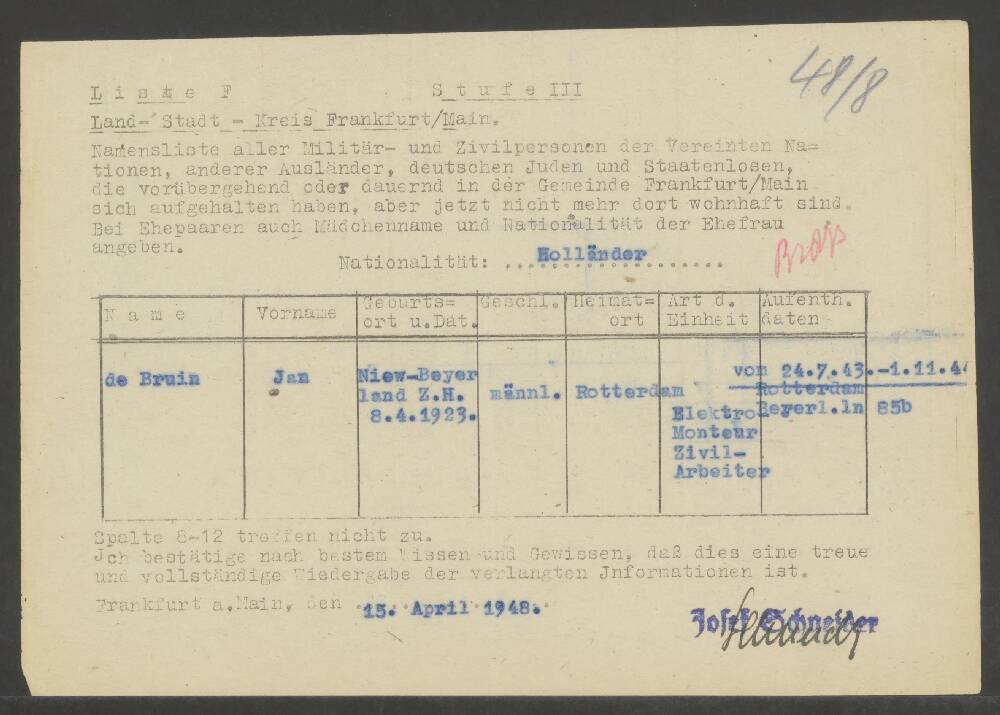 Liste F Stufe III
48/8
Land- Stadt - Kreis Frankfurt/Main.
Namensliste aller Militär- und Zivilpersonen der Vereinten Na=
tionen, anderer Ausländer, deutschen Juden und Staatenlosen,
die vorübergehend oder dauernd in der Gemeinde Frankfurt/Main
sich aufgehalten haben, aber jetzt nicht mehr dort wohnhaft sind.
Bei Ehepaaren auch Mädchenname und Nationalität der Ehefrau
angeben.
Nationalität: Holländer
Name Vorname Geburts= Geschl. Heimat= Art d. Aufenth.
ort u.Dat. ort Einheit daten
de Bruin Jan Niew-Beyer vom 24.7.43.-1.11.44
land Z.H. männl. Rotterdam Rotterdam
8.4.1923. Elektro Beyerl.ln 85b
Monteur
Zivil-
Arbeiter
Spalte 8-12 treffen nicht zu.
Jch bestätige nach bestem Wissen und Gewissen, daß dies eine treue
und vollständige Wiedergabe der verlangten Jnformationen ist.
Frankfurt a.Main, den 15. April 1948.
Josef Schneider